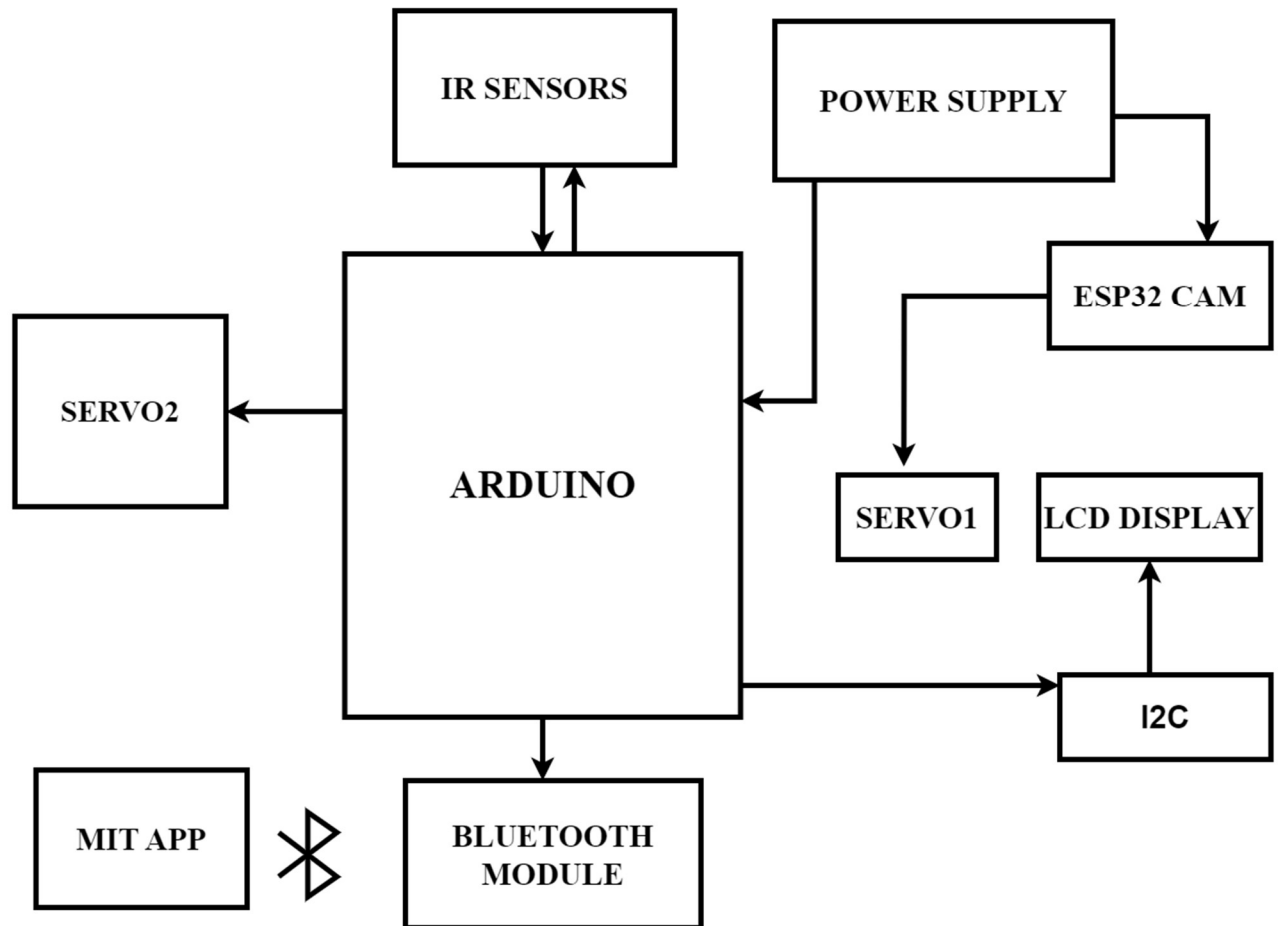 IR SENSORS
POWER SUPPLY
ESP32 CAM
SERVO2
ARDUINO
SERVO1
LCD DISPLAY
I2C
MIT APP
BLUETOOTH
MODULE